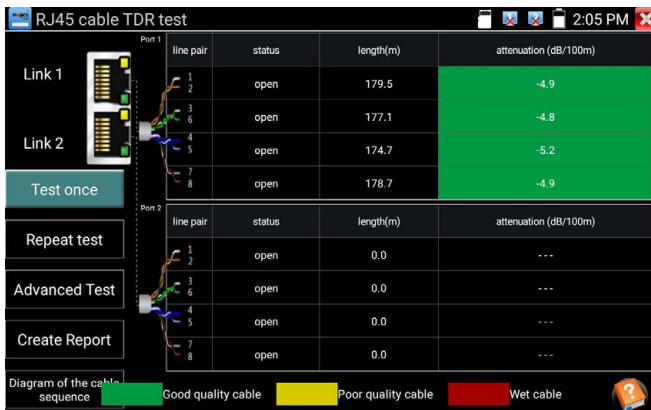 RJ45 cable TDR test
2:05 PM
Link 1
Link 2
Test once
Repeat test
Advanced Test
Create Report
Diagram of the cable
sequence
Port 1
line pair status length(m) attenuation (dB/100m)
1
2 open 179.5 -4.9
3
6 open 177.1 -4.8
4
5 open 174.7 -5.2
7
8 open 178.7 -4.9
Port 2
line pair status length(m) attenuation (dB/100m)
1
2 open 0.0 ---
3
6 open 0.0 ---
4
5 open 0.0 ---
7
8 open 0.0 ---
Good quality cable Poor quality cable Wet cable
?